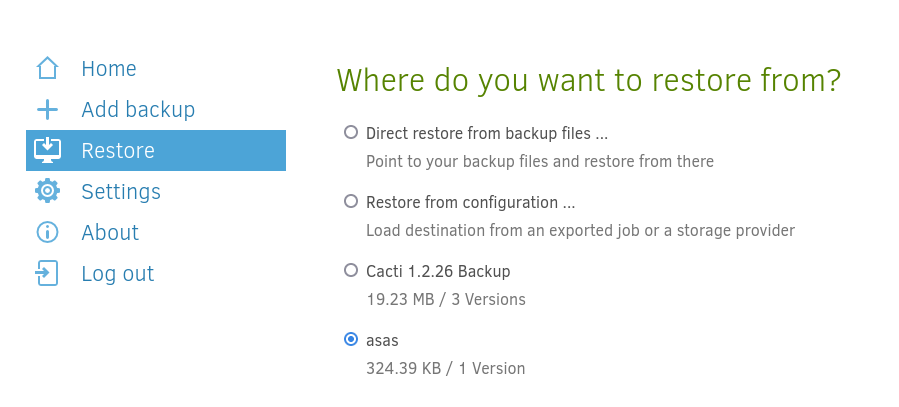 Home
Add backup
Restore
Settings
About
Log out
Where do you want to restore from?
Direct restore from backup files ...
Point to your backup files and restore from there
Restore from configuration ...
Load destination from an exported job or a storage provider
Cacti 1.2.26 Backup
19.23 MB / 3 Versions
asas
324.39 KB / 1 Version